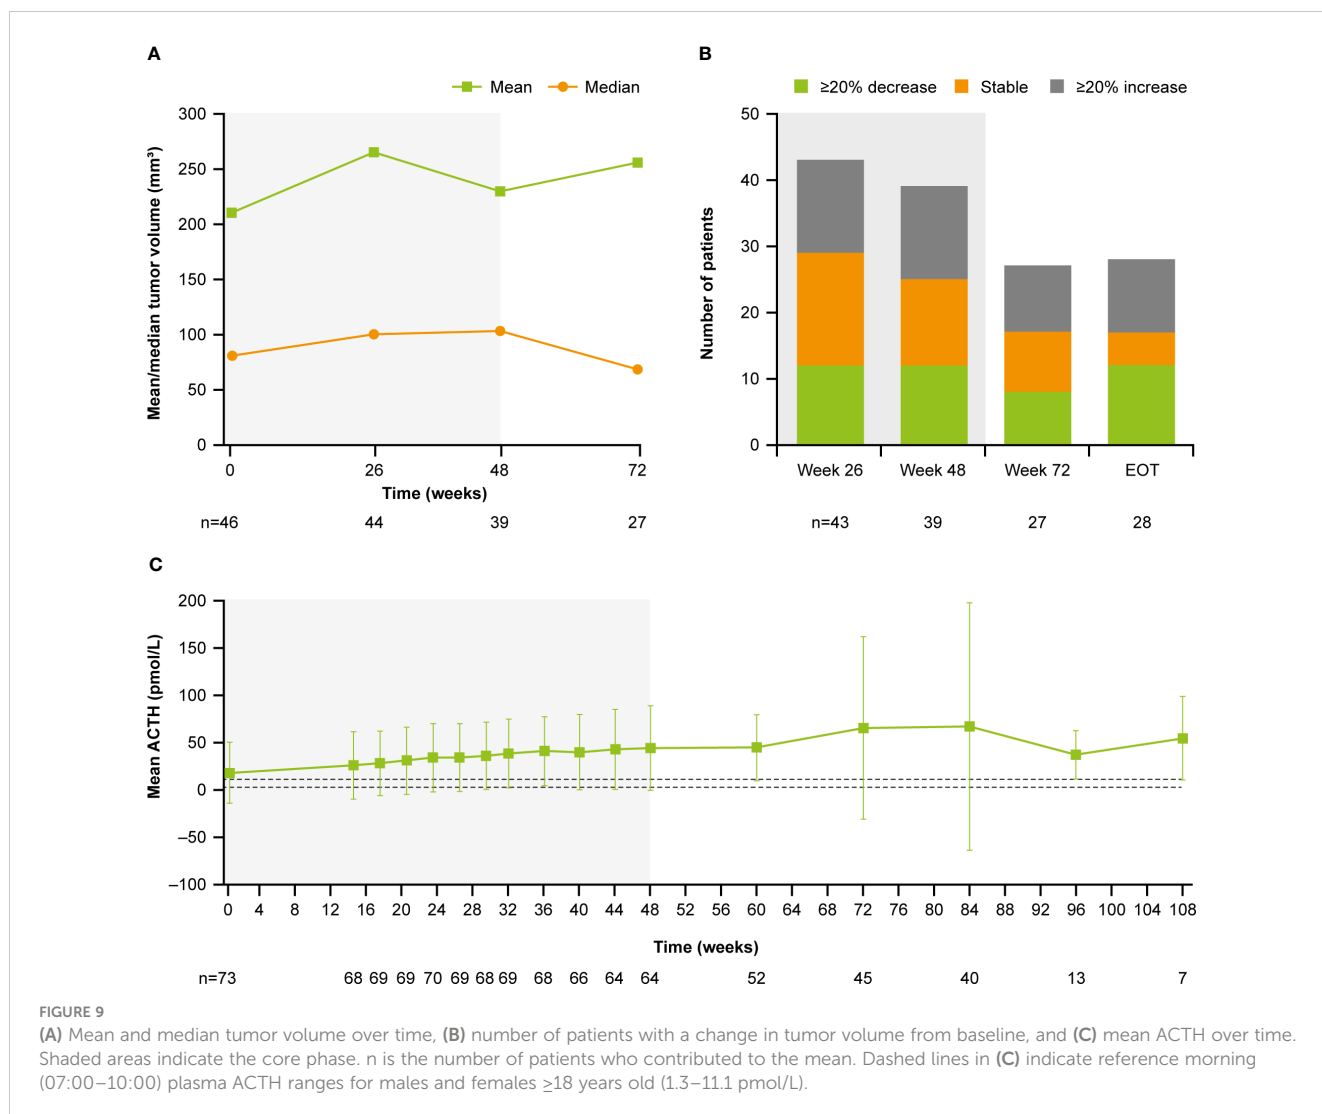 A
Mean Median
Mean/median tumor volume (mm³)
300
250
200
150
100
50
0
0 26 48 72
Time (weeks)
n=46 44 39 27
B
≥20% decrease Stable ≥20% increase
Number of patients
50
40
30
20
10
0
Week 26 Week 48 Week 72 EOT
n=43 39 27 28
C
Mean ACTH (pmol/L)
200
150
100
50
0
–50
–100
0 4 8 12 16 20 24 28 32 36 40 44 48 52 56 60 64 68 72 76 80 84 88 92 96 100 104 108
Time (weeks)
n=73 68 69 69 70 69 68 69 68 66 64 64 52 45 40 13 7
FIGURE 9
(A) Mean and median tumor volume over time, (B) number of patients with a change in tumor volume from baseline, and (C) mean ACTH over time.
Shaded areas indicate the core phase. n is the number of patients who contributed to the mean. Dashed lines in (C) indicate reference morning
(07:00–10:00) plasma ACTH ranges for males and females ≥18 years old (1.3–11.1 pmol/L).